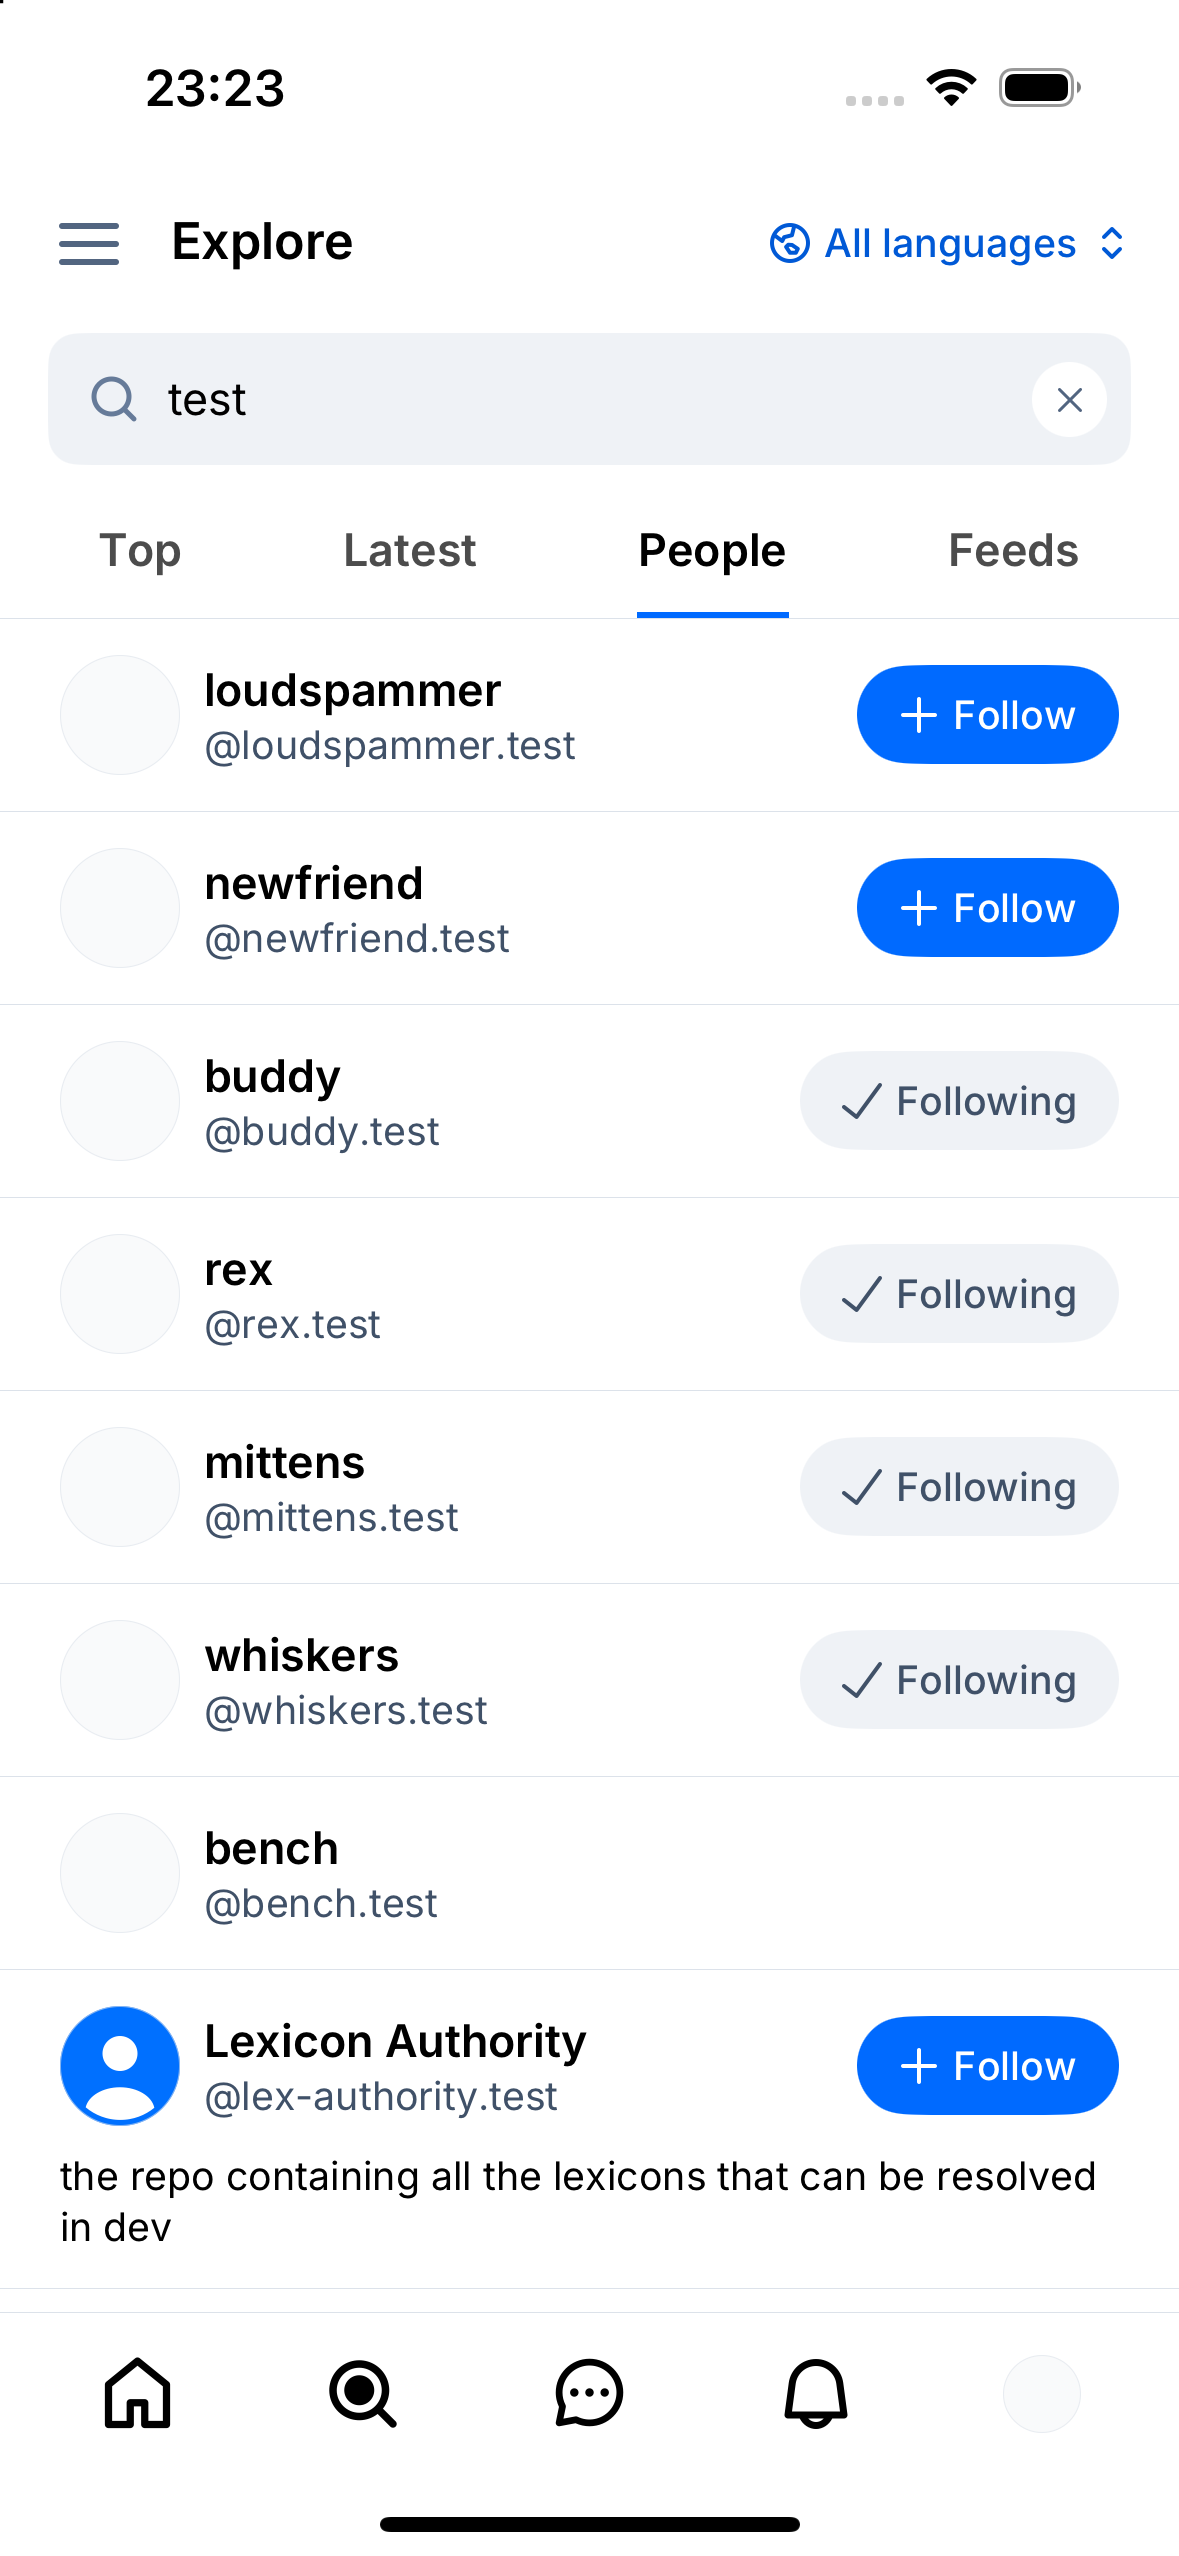 23:23
Explore
All languages
test
Top Latest People Feeds
loudspammer
@loudspammer.test
Follow
newfriend
@newfriend.test
Follow
buddy
@buddy.test
Following
rex
@rex.test
Following
mittens
@mittens.test
Following
whiskers
@whiskers.test
Following
bench
@bench.test
Lexicon Authority
@lex-authority.test
Follow
the repo containing all the lexicons that can be resolved
in dev